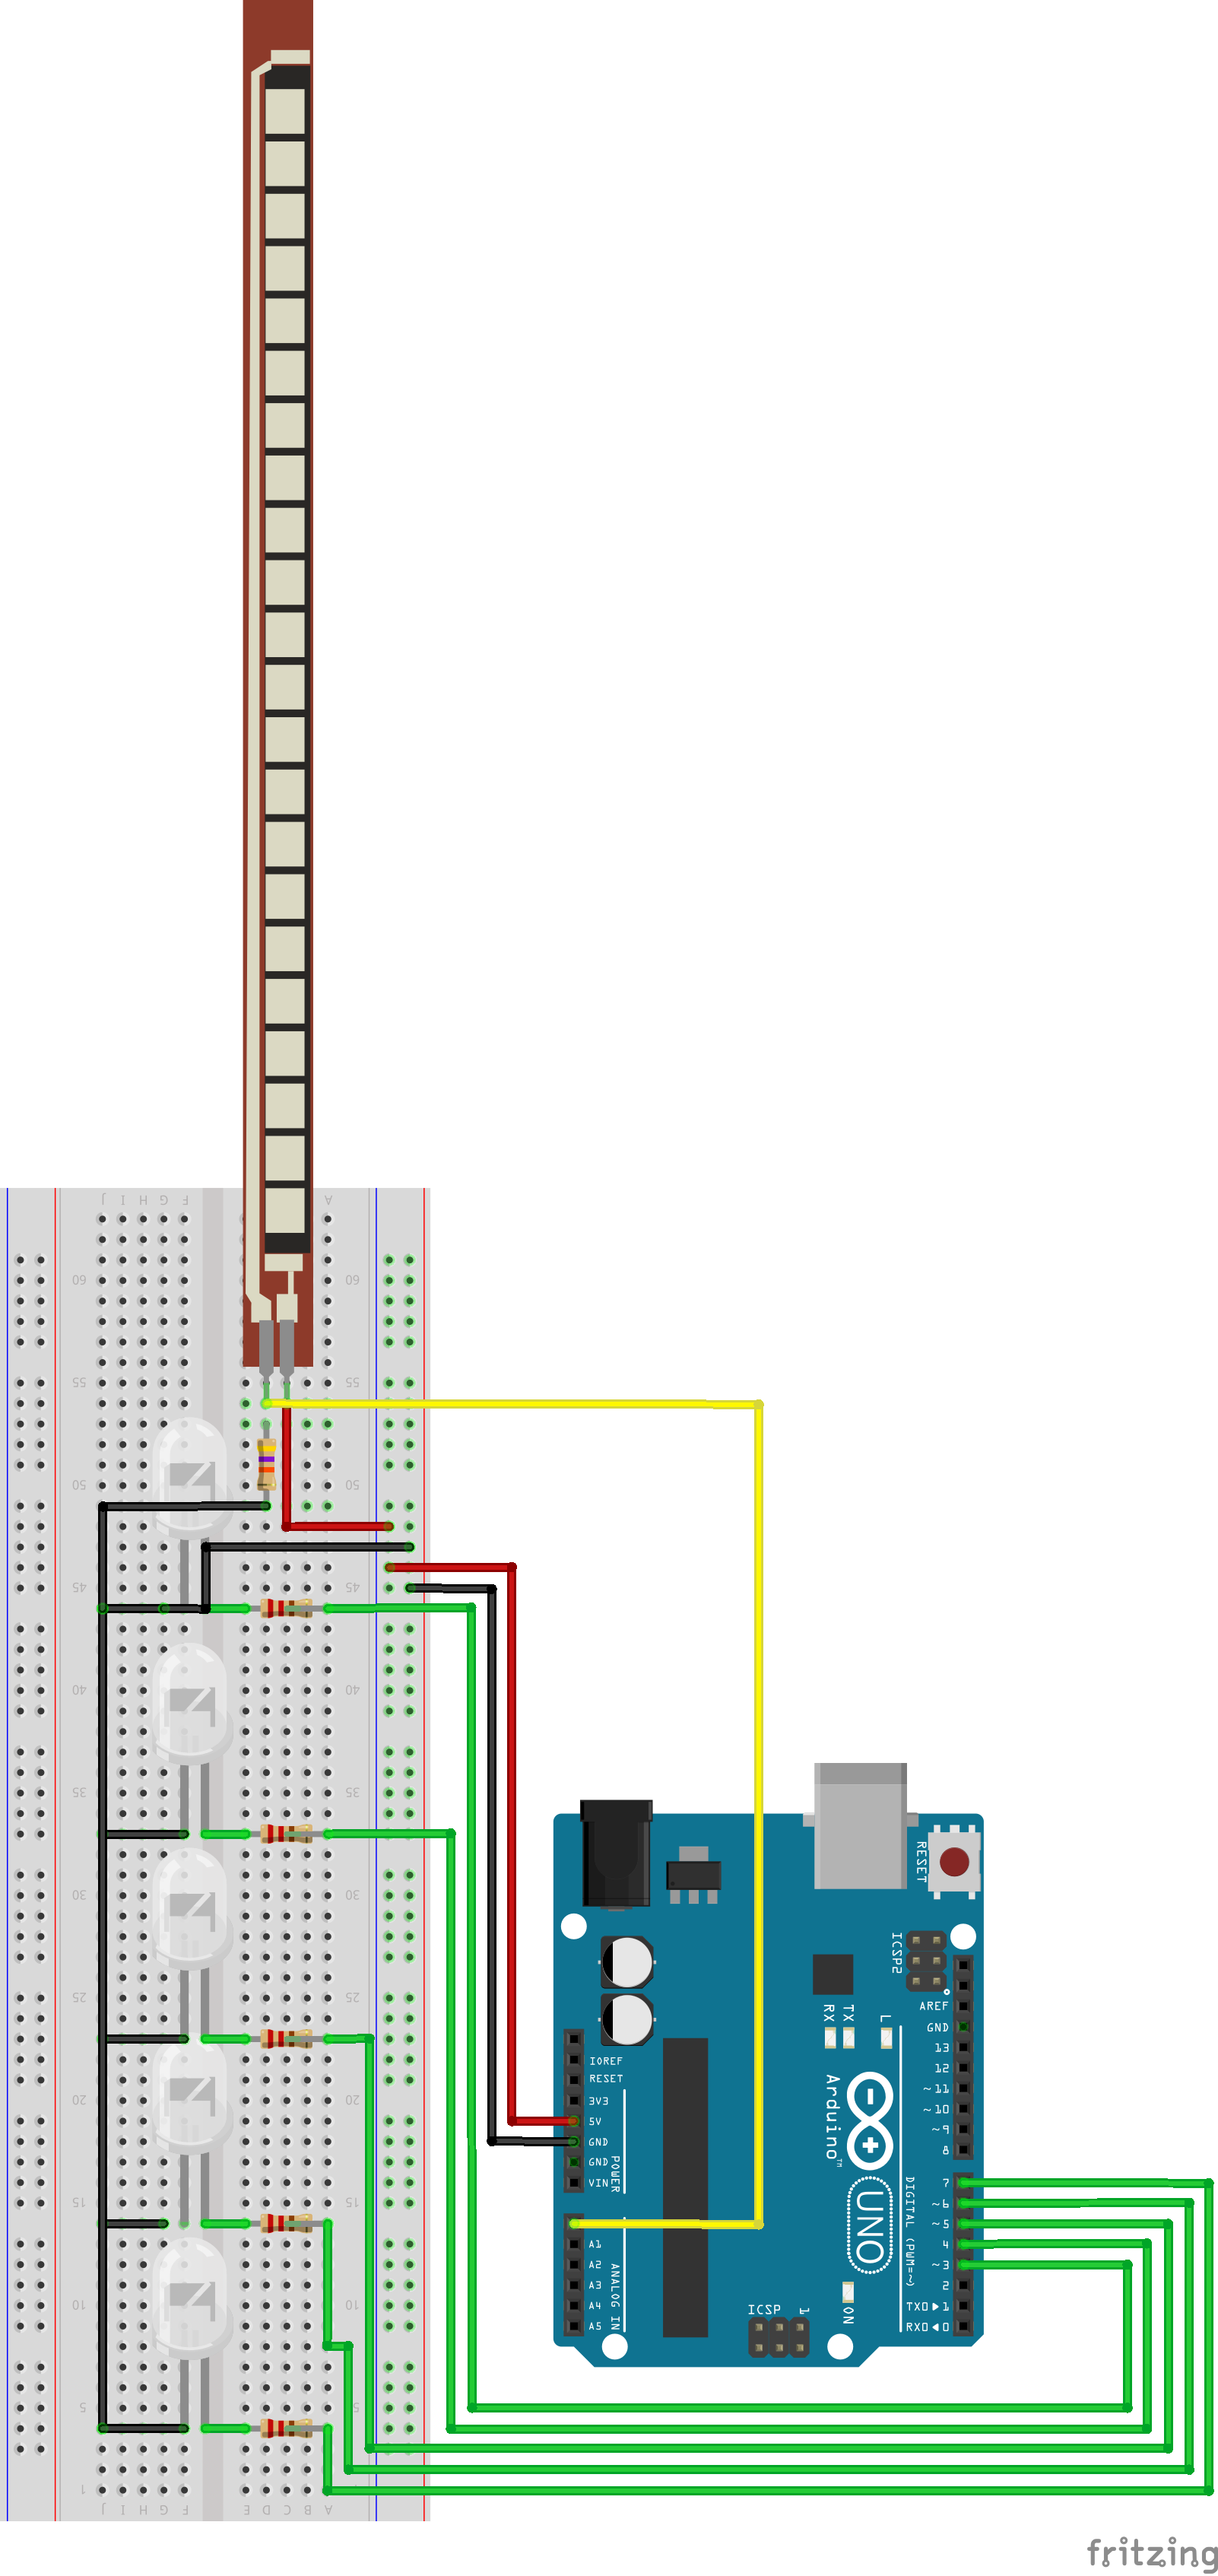 J I H G F A
60 60
55 55
50 50
45 45
40 40
35 35
30 30
25 25
20 20
15 15
10 10
5 5
1
J I H G F E D C B A
RESET
ICSP2
AREF
GND
13
12
~11
~10
~9
8
7
~6
~5
4
~3
2
TX0▶1
RX0◀0
DIGITAL (PWM=~)
L
TX
RX
Arduino™
UNO
ON
ICSP 1
IOREF
RESET
3V3
5V
GND
GND
VIN
POWER
A1
A2
A3
A4
A5
ANALOG IN
fritzing